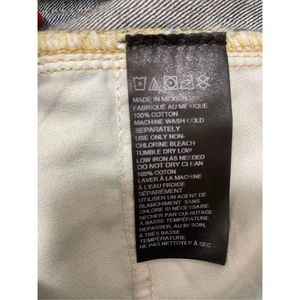 MADE IN MEXICO
FABRIQUÉ AU MEXIQUE
100% COTTON
MACHINE WASH COLD
SEPARATELY
USE ONLY NON-
CHLORINE BLEACH
TUMBLE DRY LOW
LOW IRON AS NEEDED
DO NOT DRY CLEAN
100% COTON
LAVER À LA MACHINE
À L'EAU FROIDE
SÉPARÉMENT
UTILISER UN AGENT DE
BLANCHIMENT SANS
CHLORE SI NÉCESSAIRE
SÉCHER PAR CULBUTAGE
À BASSE TEMPÉRATURE
REPASSER, AU BESOIN,
À TRÈS BASSE
TEMPÉRATURE
NE PAS NETTOYER À SEC